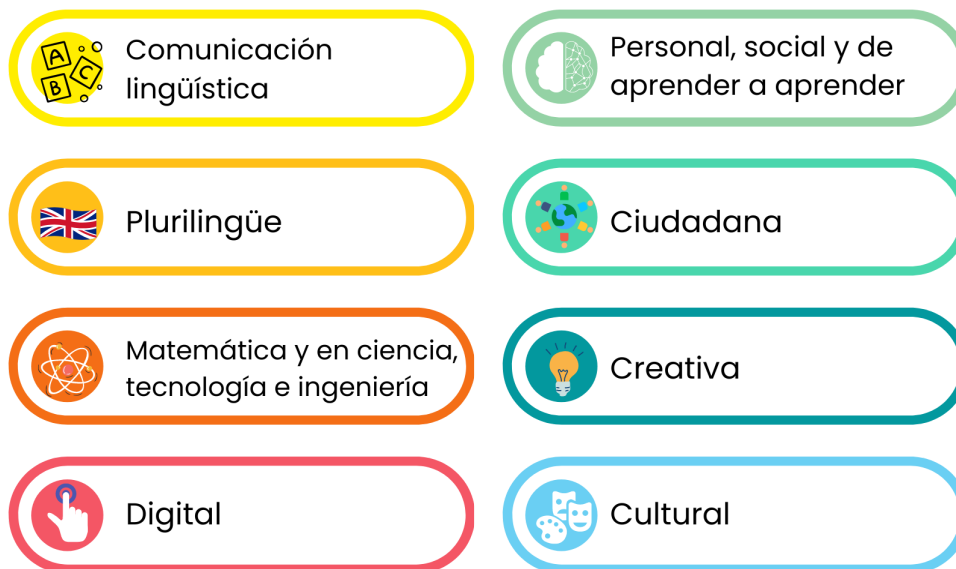 A
B
C
Comunicación
lingüística
Personal, social y de
aprender a aprender
Plurilingüe
Ciudadana
Matemática y en ciencia,
tecnología e ingeniería
Creativa
Digital
Cultural